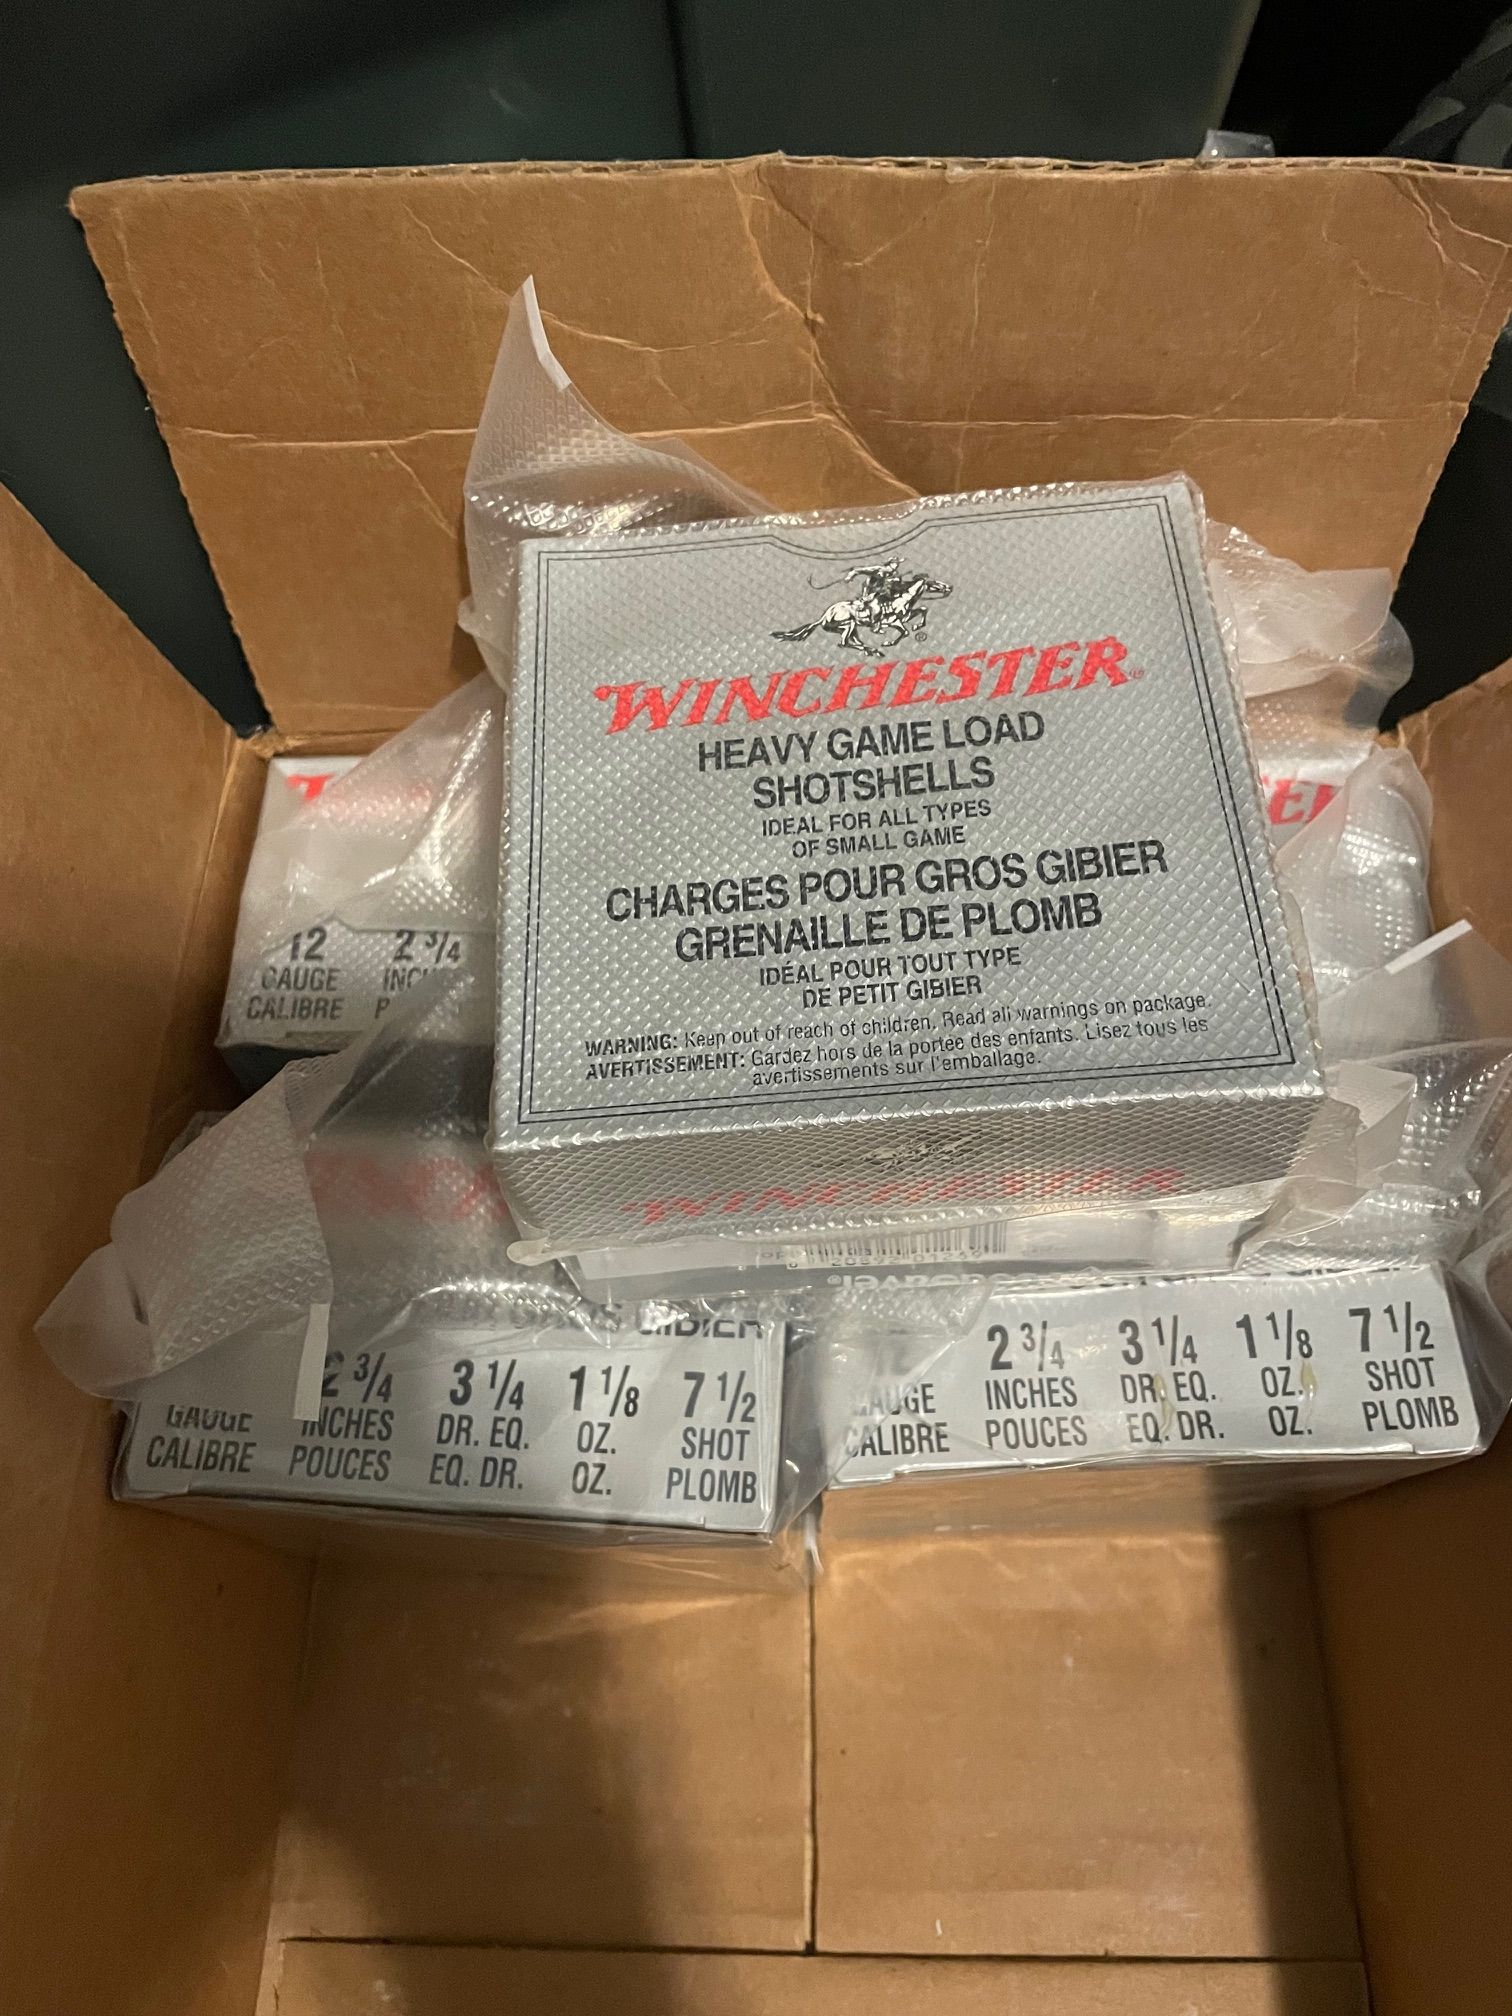 WINCHESTER
HEAVY GAME LOAD
SHOTSHELLS
IDEAL FOR ALL TYPES
OF SMALL GAME
CHARGES POUR GROS GIBIER
GRENAILLE DE PLOMB
IDÉAL POUR TOUT TYPE
DE PETIT GIBIER
WARNING: Keep out of reach of children. Read all warnings on package.
AVERTISSEMENT: Gardez hors de la portée des enfants. Lisez tous les
avertissements sur l'emballage.
WINCHESTER
12 2 3/4
GAUGE
CALIBRE
GIBIER
2 3/4 3 1/4 1 1/8 7 1/2
GAUGE INCHES DR. EQ. OZ. SHOT
CALIBRE POUCES EQ. DR. OZ. PLOMB
12 2 3/4 3 1/4 1 1/8 7 1/2
GAUGE INCHES DR. EQ. OZ. SHOT
CALIBRE POUCES EQ. DR. OZ. PLOMB